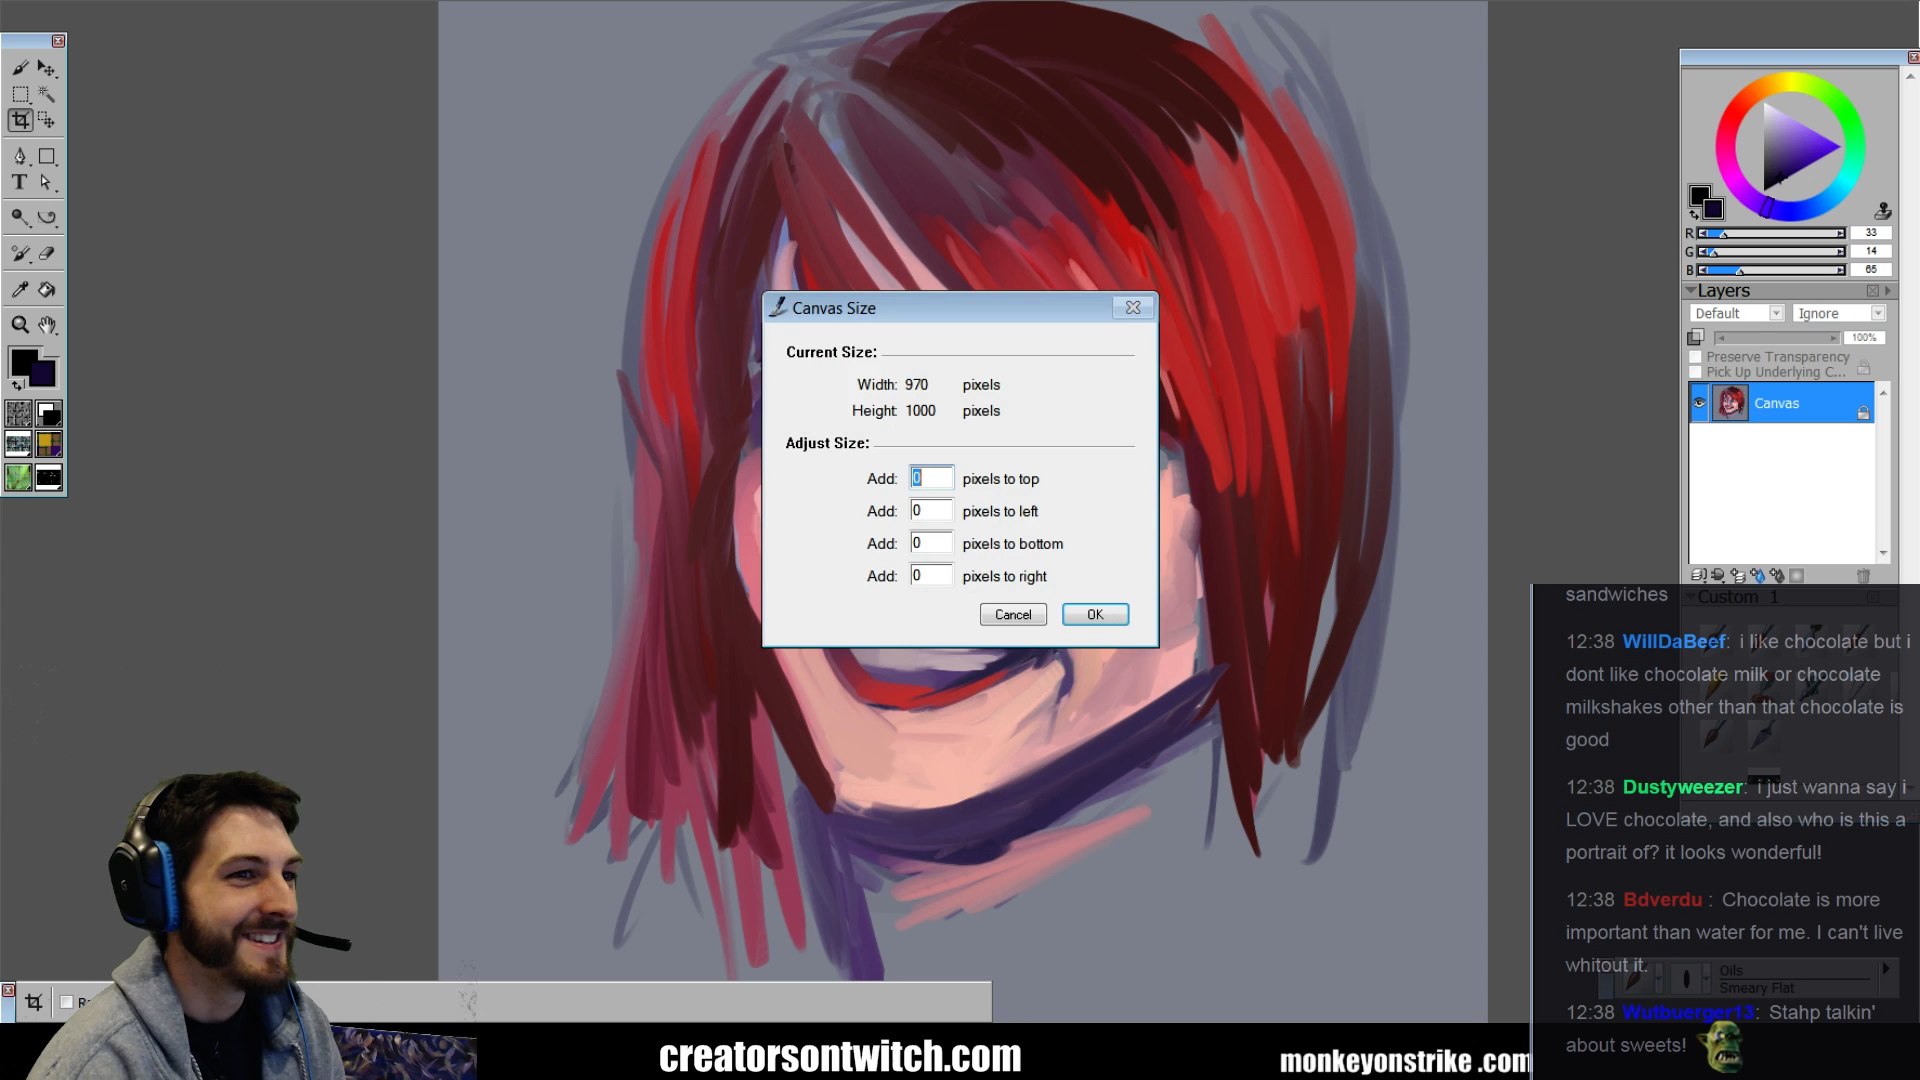 Canvas Size
Current Size:
Width: 970 pixels
Height: 1000 pixels
Adjust Size:
Add: 0 pixels to top
Add: 0 pixels to left
Add: 0 pixels to bottom
Add: 0 pixels to right
Cancel OK
T
R 33
G 14
B 65
Layers
Default Ignore
100%
Preserve Transparency
Pick Up Underlying C...
Canvas
Custom 1
sandwiches
12:38 WillDaBeef: i like chocolate but i
dont like chocolate milk or chocolate
milkshakes other than that chocolate is
good
12:38 Dustyweezer: i just wanna say i
LOVE chocolate, and also who is this a
portrait of? it looks wonderful!
12:38 Bdverdu : Chocolate is more
important than water for me. I can't live
whitout it.
Oils
Smeary Flat
12:38 Wutbuerger13: Stahp talkin'
about sweets!
creatorsontwitch.com
monkeyonstrike .com